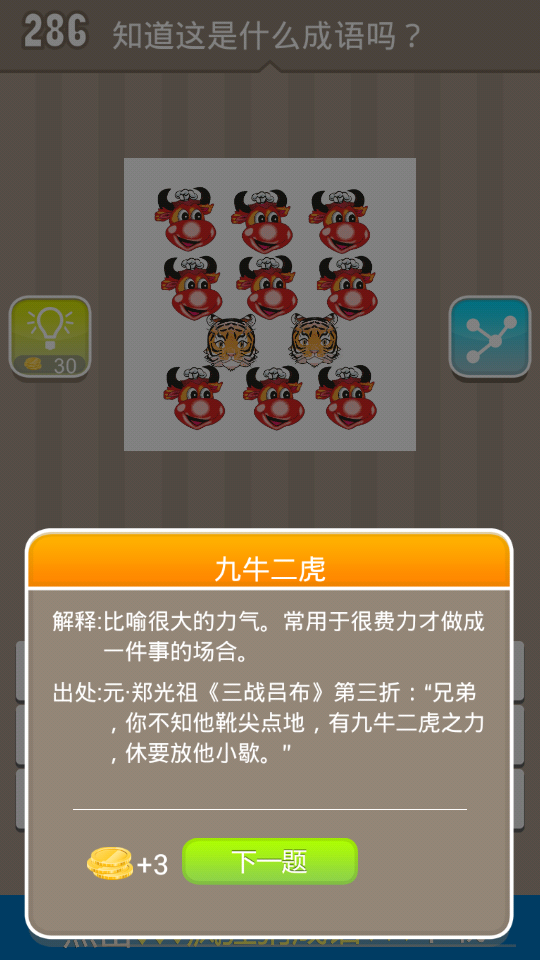 286 知道这是什么成语吗？
30
九牛二虎
解释:比喻很大的力气。常用于很费力才做成
一件事的场合。
出处:元·郑光祖《三战吕布》第三折：“兄弟
，你不知他靴尖点地，有九牛二虎之力
，休要放他小歇。”
+3 下一题